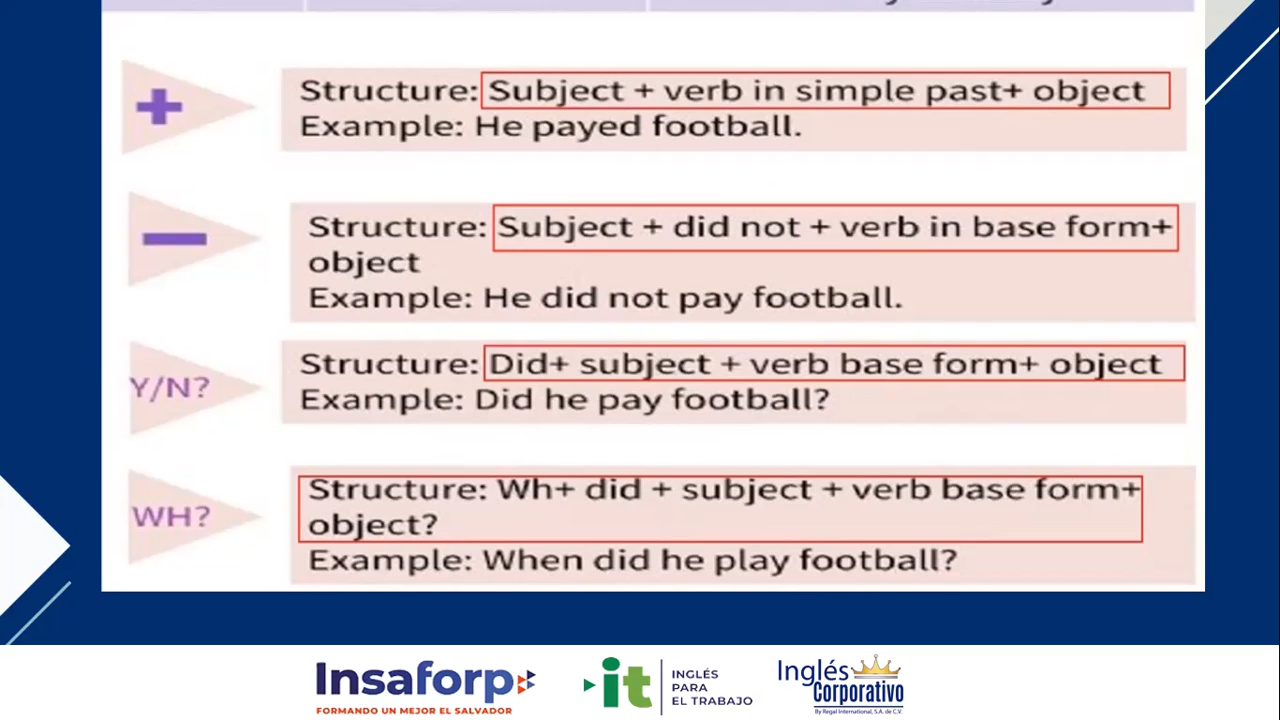 +
Structure: Subject + verb in simple past+ object
Example: He payed football.
Structure: Subject + did not + verb in base form+
object
Example: He did not pay football.
Y/N?
Structure: Did+ subject + verb base form+ object
Example: Did he pay football?
WH?
Structure: Wh+ did + subject + verb base form+
object?
Example: When did he play football?
Insaforp
FORMANDO UN MEJOR EL SALVADOR
it
INGLÉS
PARA
EL TRABAJO
Inglés
Corporativo
By Regal International, S.A. de C.V.